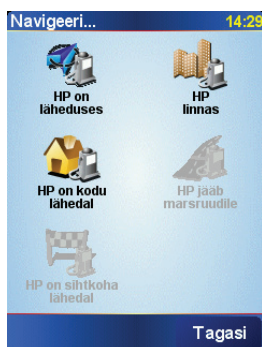 Navigeeri... 14:29
HP on
läheduses
HP
linnas
HP on kodu
lähedal
HP jääb
marsruudile
HP on sihtkoha
lähedal
Tagasi